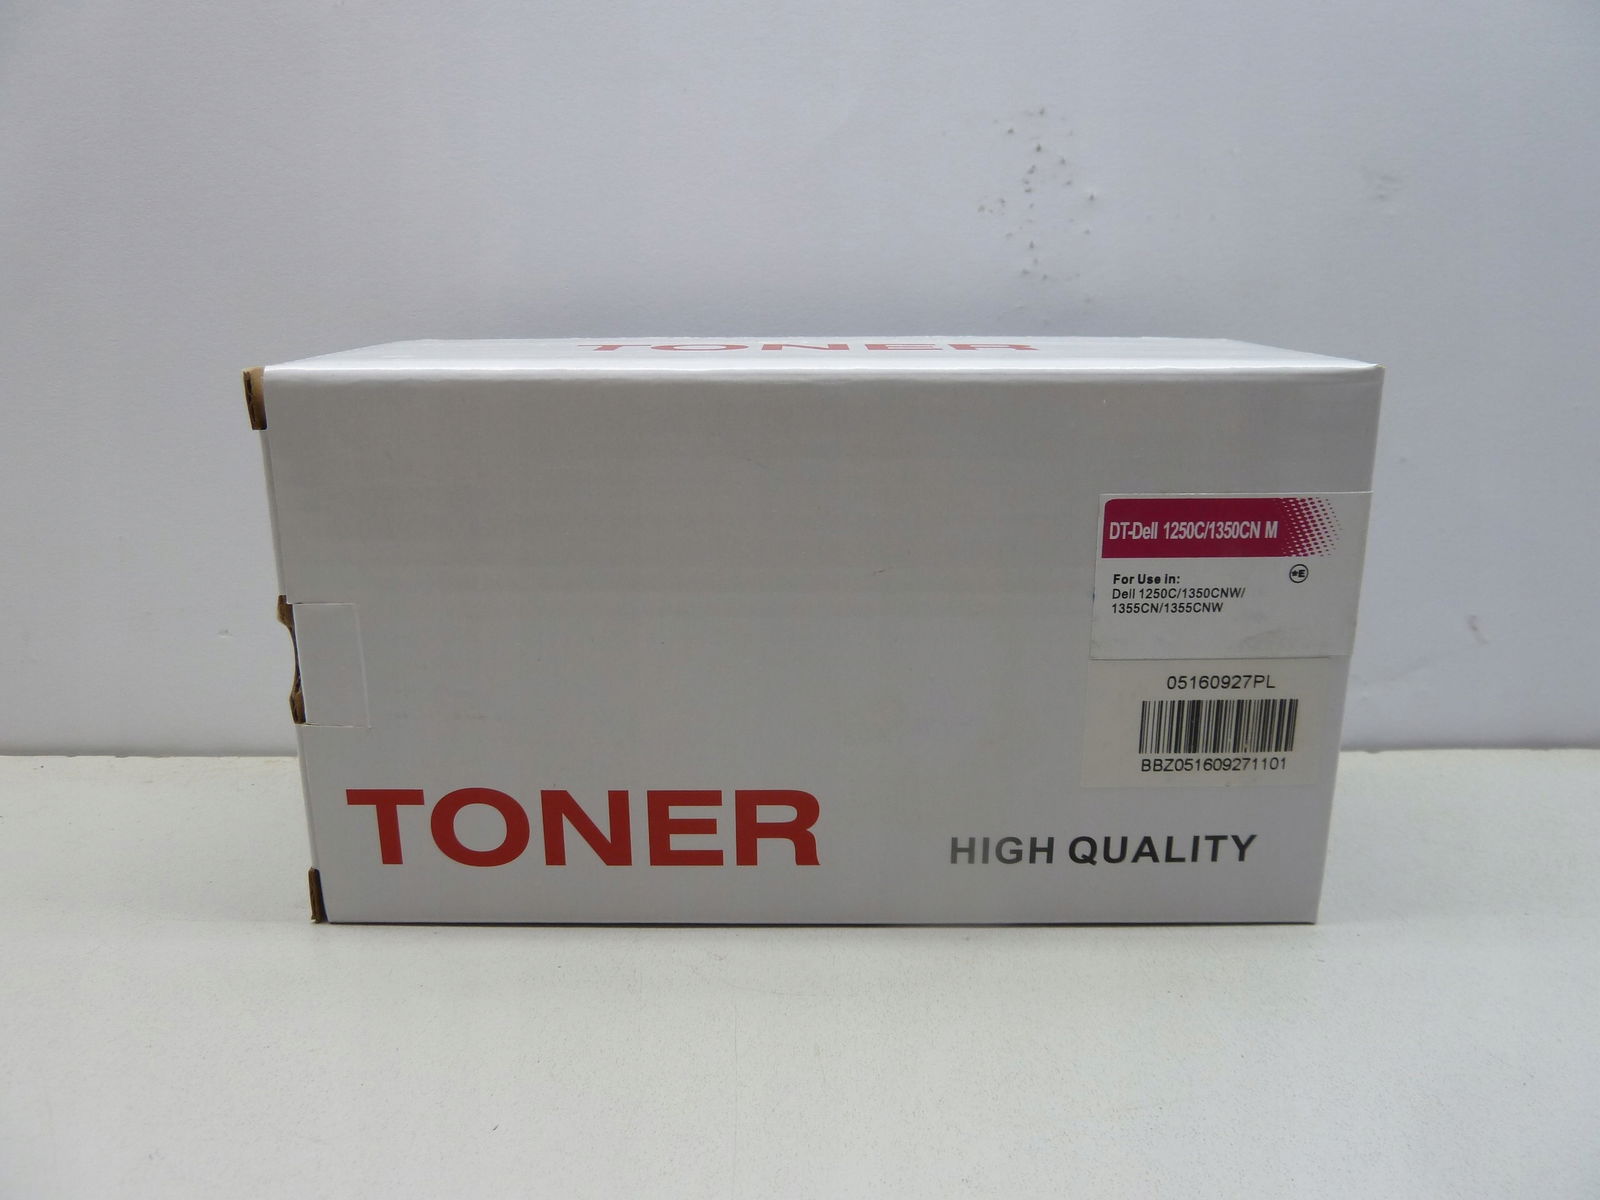 TONER
DT-Dell 1250C/1350CN M
*E
For Use in:
Dell 1250C/1350CNW/
1355CN/1355CNW
05160927PL
BBZ051609271101
TONER
HIGH QUALITY